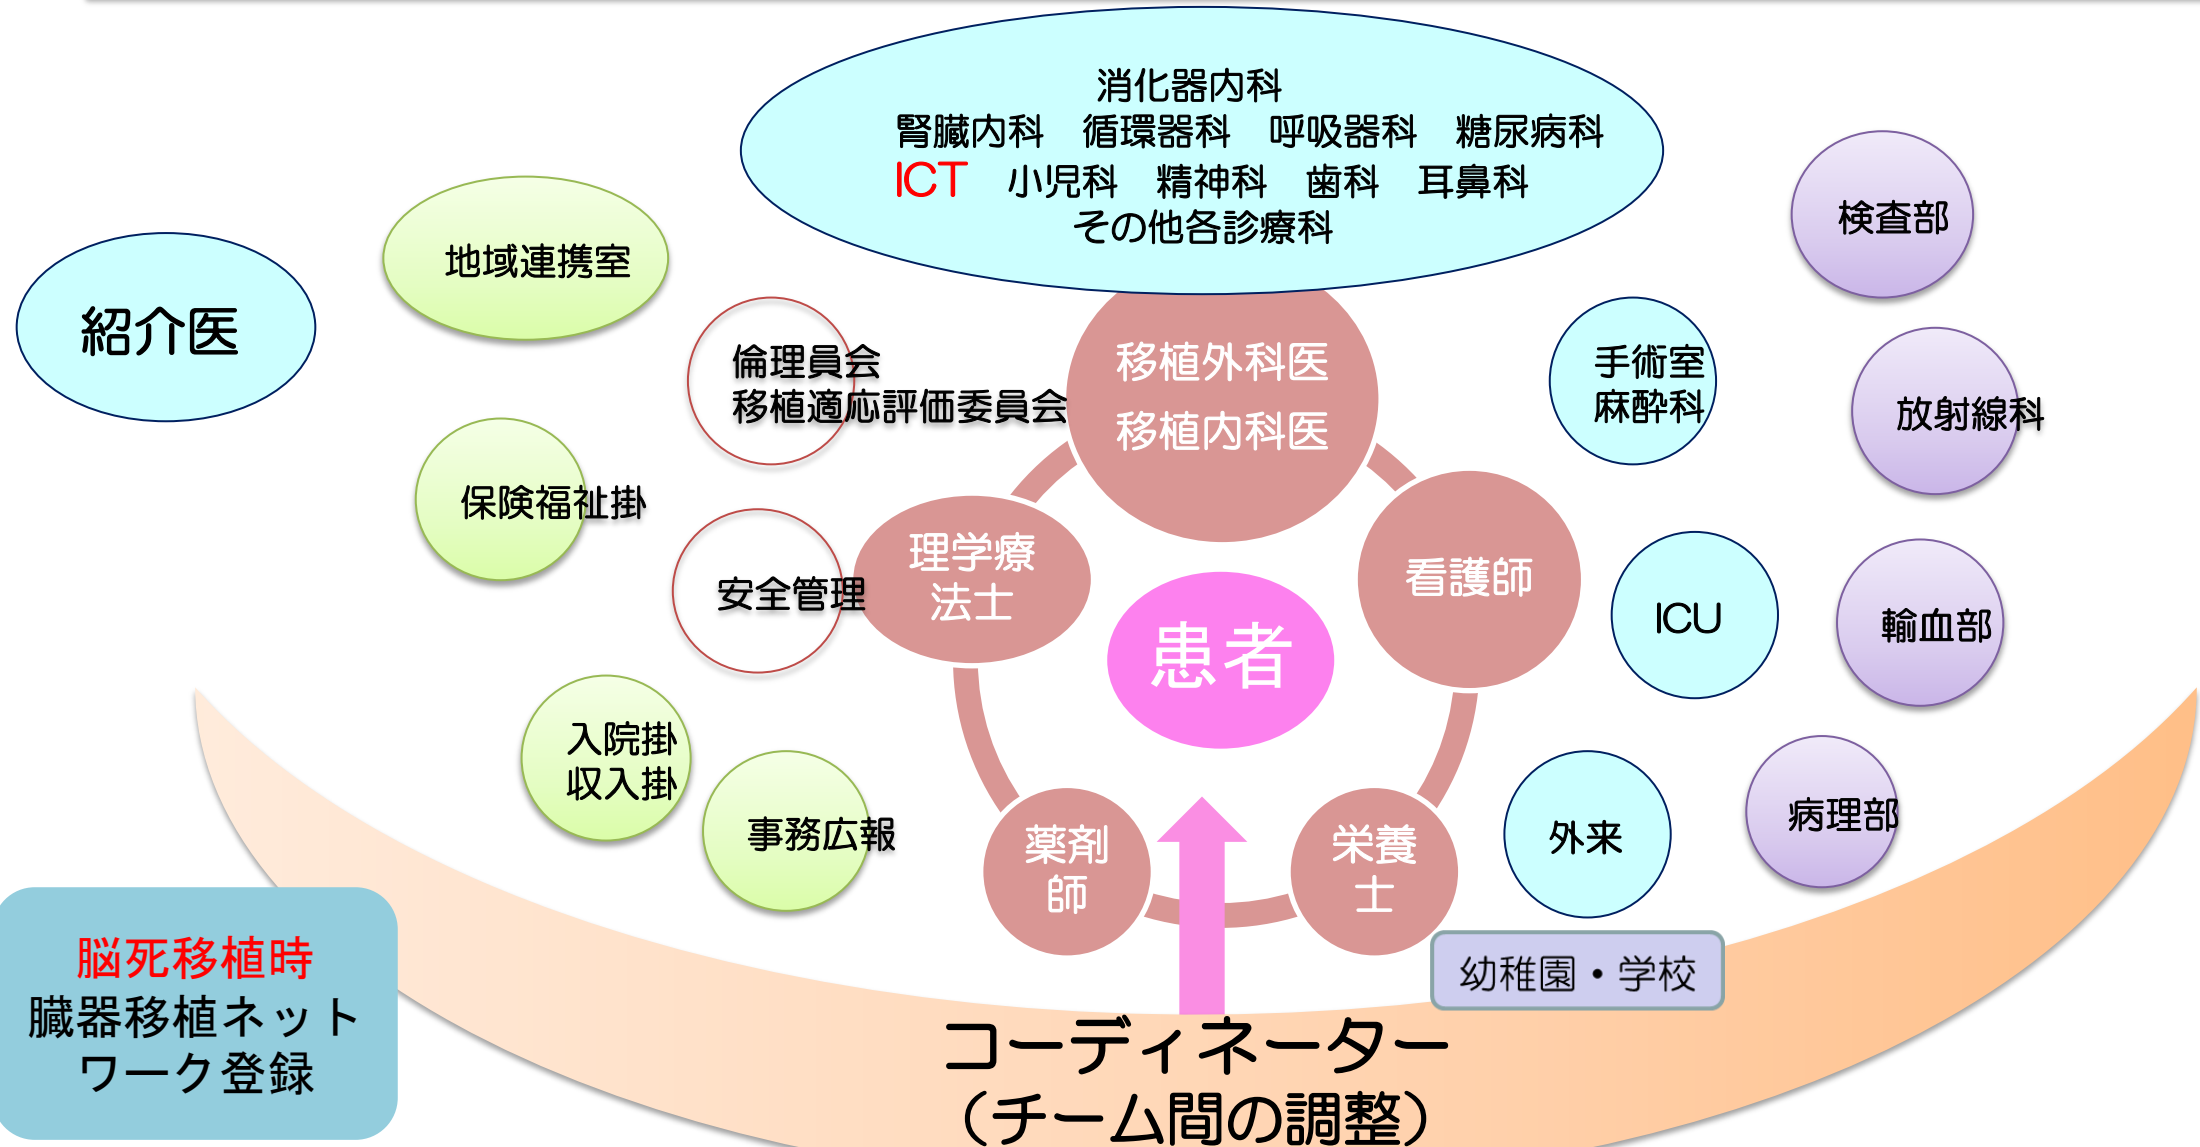 消化器内科
腎臓内科　循環器科　呼吸器科　糖尿病科
ICT　小児科　精神科　歯科　耳鼻科
その他各診療科
検査部
地域連携室
紹介医
倫理員会
移植適応評価委員会
移植外科医
移植内科医
手術室
麻酔科
放射線科
保険福祉掛
安全管理
理学療
法士
看護師
ICU
輸血部
患者
入院掛
収入掛
事務広報
薬剤
師
栄養
士
外来
病理部
幼稚園・学校
脳死移植時
臓器移植ネット
ワーク登録
コーディネーター
（チーム間の調整）